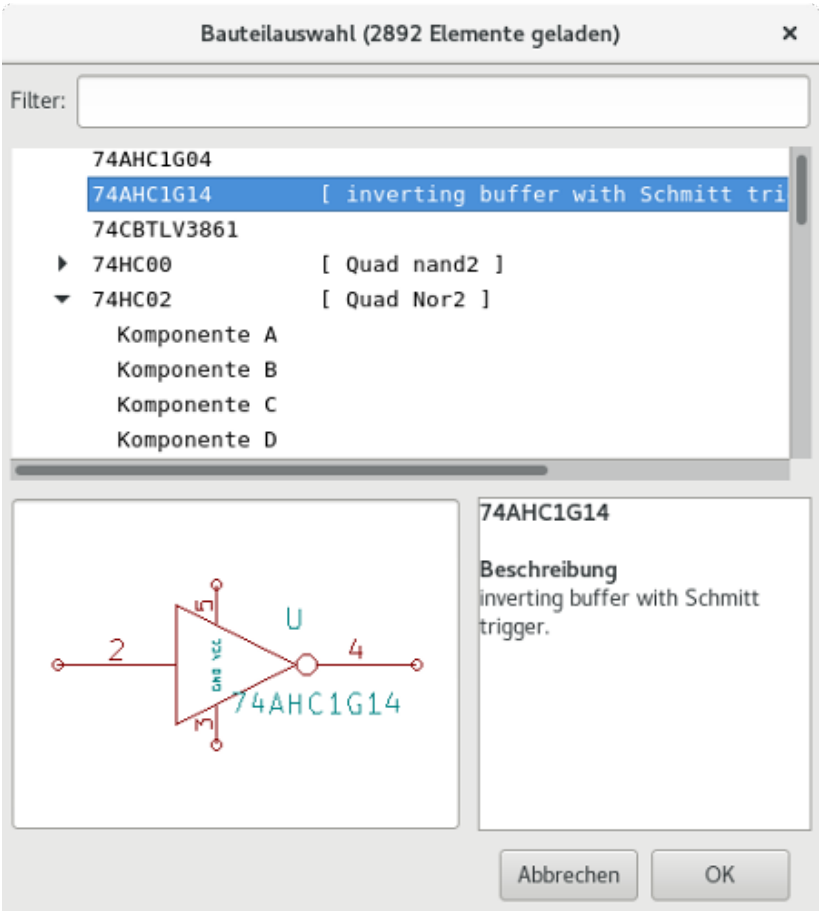 Bauteilauswahl (2892 Elemente geladen)
Filter:
74AHC1G04
74AHC1G14 [ inverting buffer with Schmitt tri
74CBTLV3861
74HC00 [ Quad nand2 ]
74HC02 [ Quad Nor2 ]
Komponente A
Komponente B
Komponente C
Komponente D
5
U
2
GND VCC
4
74AHC1G14
3
74AHC1G14
Beschreibung
inverting buffer with Schmitt
trigger.
Abbrechen
OK